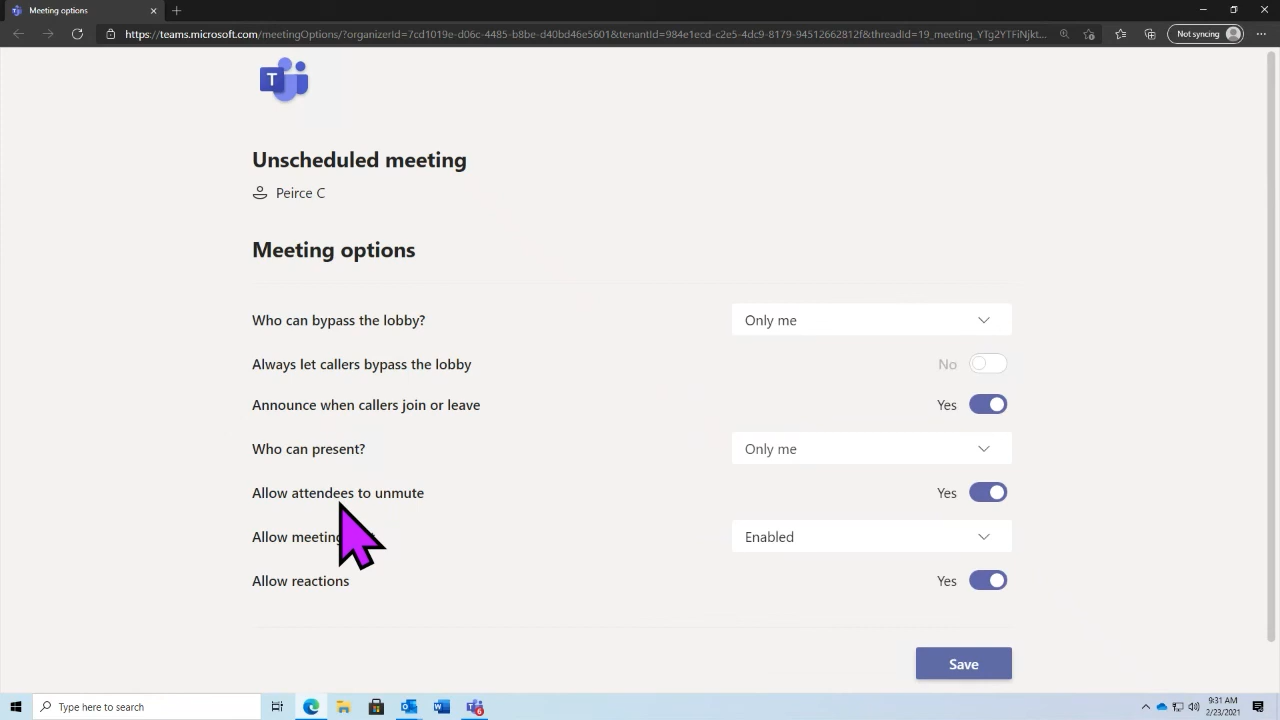 Meeting options
https://teams.microsoft.com/meetingOptions/?organizerId=7cd1019e-d06c-4485-b8be-d40bd46e5601&tenantId=984e1ecd-c2e5-4dc9-8179-94512662812f&threadId=19_meeting_YTg2YTFiNjkt...
Not syncing
T
Unscheduled meeting
Peirce C
Meeting options
Who can bypass the lobby? Only me
Always let callers bypass the lobby No
Announce when callers join or leave Yes
Who can present? Only me
Allow attendees to unmute Yes
Allow meeting Enabled
Allow reactions Yes
Save
Type here to search
6
9:31 AM
2/23/2021